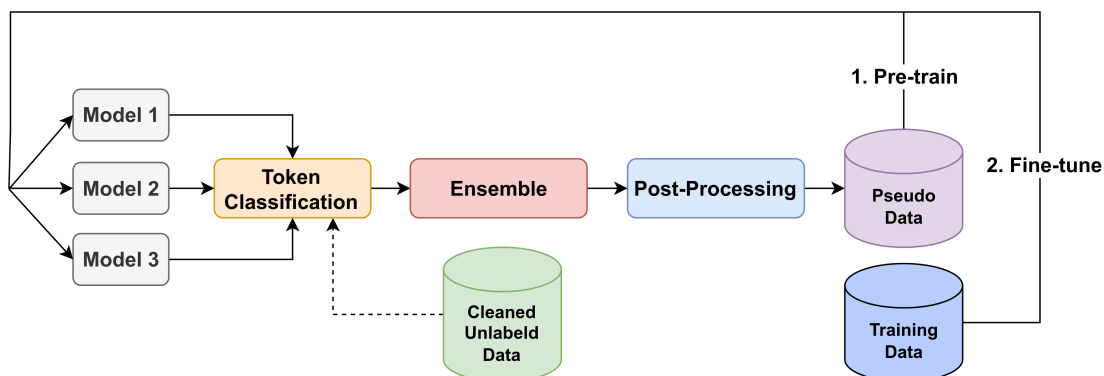 1. Pre-train
Model 1
2. Fine-tune
Model 2
Token
Classification
Ensemble
Post-Processing
Pseudo
Data
Model 3
Cleaned
Unlabeld
Data
Training
Data